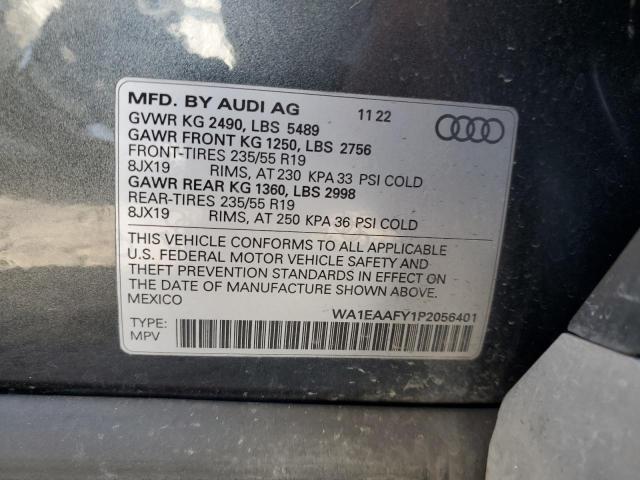 MFD. BY AUDI AG 11 22
GVWR KG 2490, LBS 5489
GAWR FRONT KG 1250, LBS 2756
FRONT-TIRES 235/55 R19
8JX19 RIMS, AT 230 KPA 33 PSI COLD
GAWR REAR KG 1360, LBS 2998
REAR-TIRES 235/55 R19
8JX19 RIMS, AT 250 KPA 36 PSI COLD
THIS VEHICLE CONFORMS TO ALL APPLICABLE
U.S. FEDERAL MOTOR VEHICLE SAFETY AND
THEFT PREVENTION STANDARDS IN EFFECT ON
THE DATE OF MANUFACTURE SHOWN ABOVE.
MEXICO
WA1EAAFY1P2056401
TYPE:
MPV